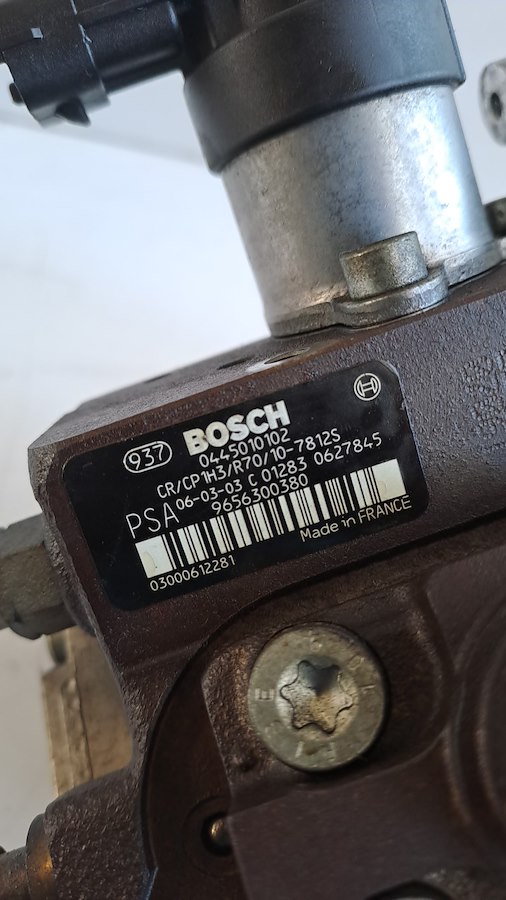 937 BOSCH
0445010102
CR/CP1H3/R70/10-7812S
PSA 06-03-03 C 01283 0627845
9656300380
03000612281 Made in FRANCE